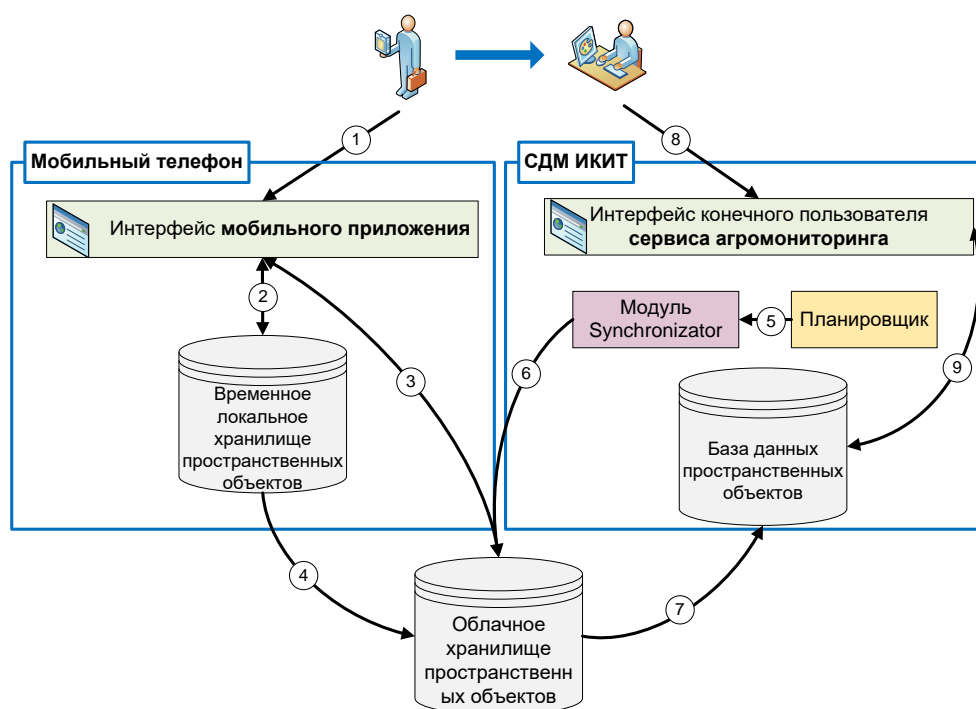 1
8
Мобильный телефон
СДМ ИКИТ
Интерфейс мобильного приложения
Интерфейс конечного пользователя
сервиса агромониторинга
2
Модуль
Synchronizator
5
Планировщик
3
6
9
Временное
локальное
хранилище
пространственных
объектов
База данных
пространственных
объектов
4
7
Облачное
хранилище
пространственн
ых объектов